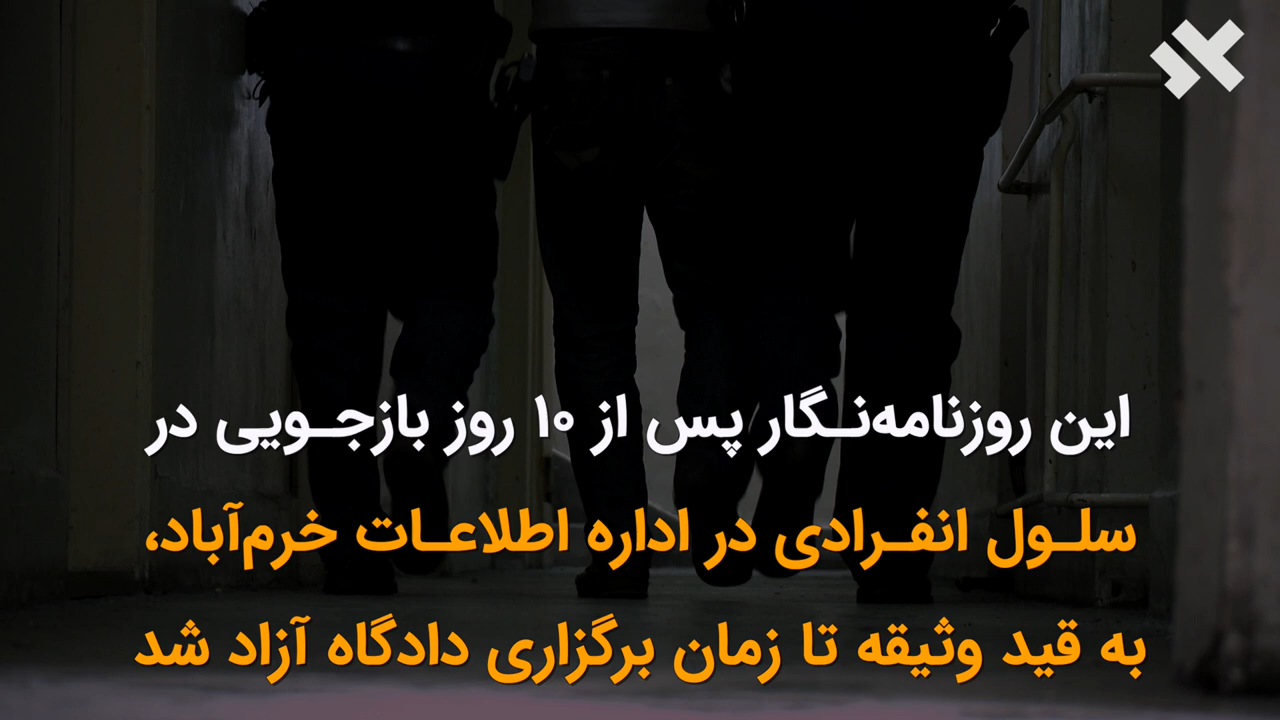 این روزنامه‌نگار پس از ۱۰ روز بازجویی در
سلول انفرادی در اداره اطلاعات خرم‌آباد،
به قید وثیقه تا زمان برگزاری دادگاه آزاد شد